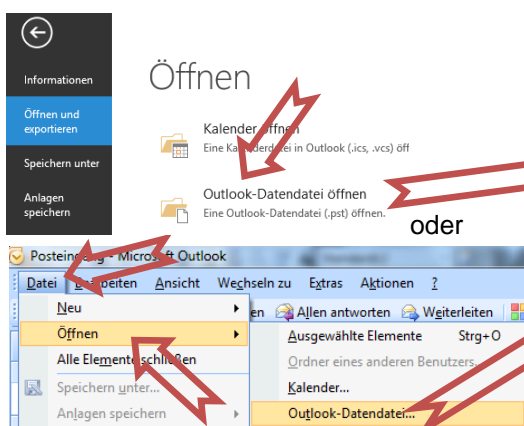 Informationen
Öffnen und
exportieren
Speichern unter
Anlagen
speichern
Öffnen
Kalender öffnen
Eine Kalenderdatei in Outlook (.ics, .vcs) öff
Outlook-Datendatei öffnen
Eine Outlook-Datendatei (.pst) öffnen.
oder
Posteingang - Microsoft Outlook
Datei Bearbeiten Ansicht Wechseln zu Extras Aktionen ?
Neu
en Allen antworten Weiterleiten
Öffnen
Ausgewählte Elemente Strg+O
Alle Elemente schließen
Ordner eines anderen Benutzers
Speichern unter...
Kalender...
Anlagen speichern
Outlook-Datendatei...